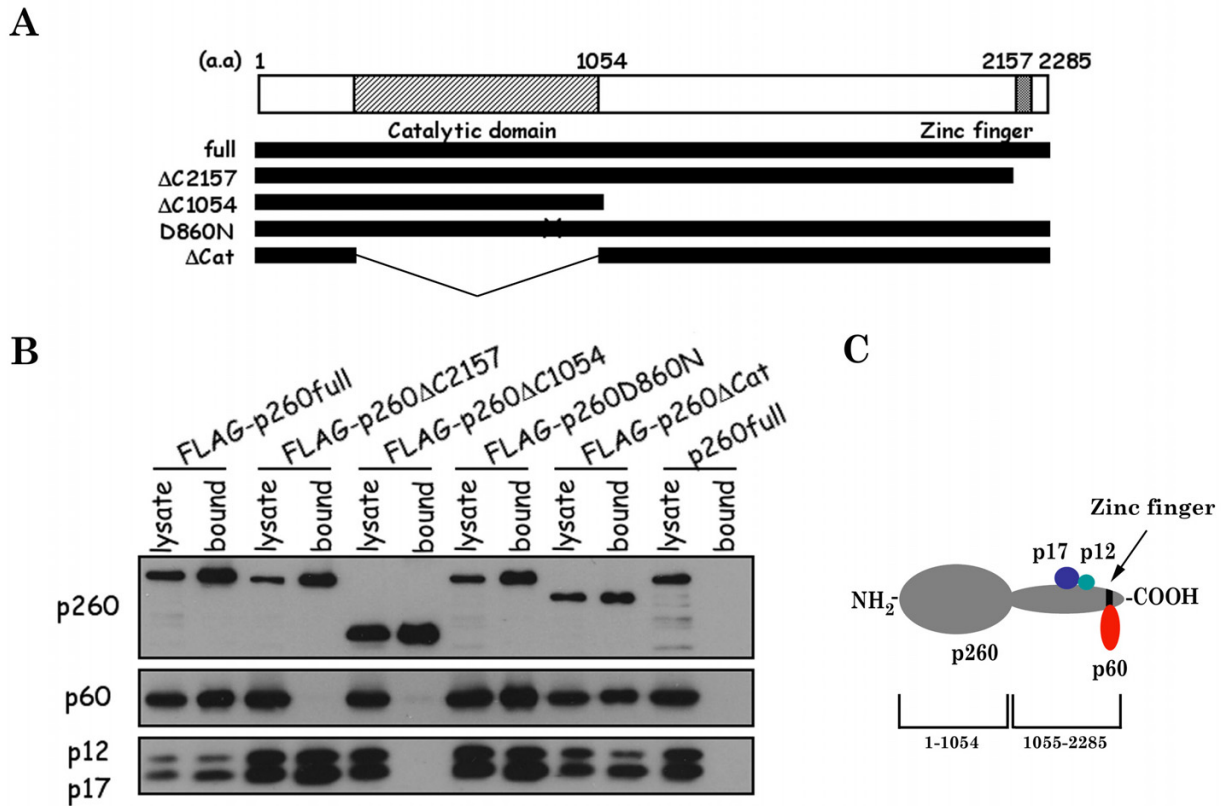 A
(a.a) 1 1054 2157 2285
Catalytic domain Zinc finger
full
ΔC2157
ΔC1054
D860N
ΔCat
B
FLAG-p260full
FLAG-p260ΔC2157
FLAG-p260ΔC1054
FLAG-p260D860N
FLAG-p260ΔCat
p260full
lysate bound lysate bound lysate bound lysate bound lysate bound lysate bound
p260
p60
p12
p17
C
Zinc finger
p17 p12
NH2- -COOH
p260 p60
1-1054 1055-2285